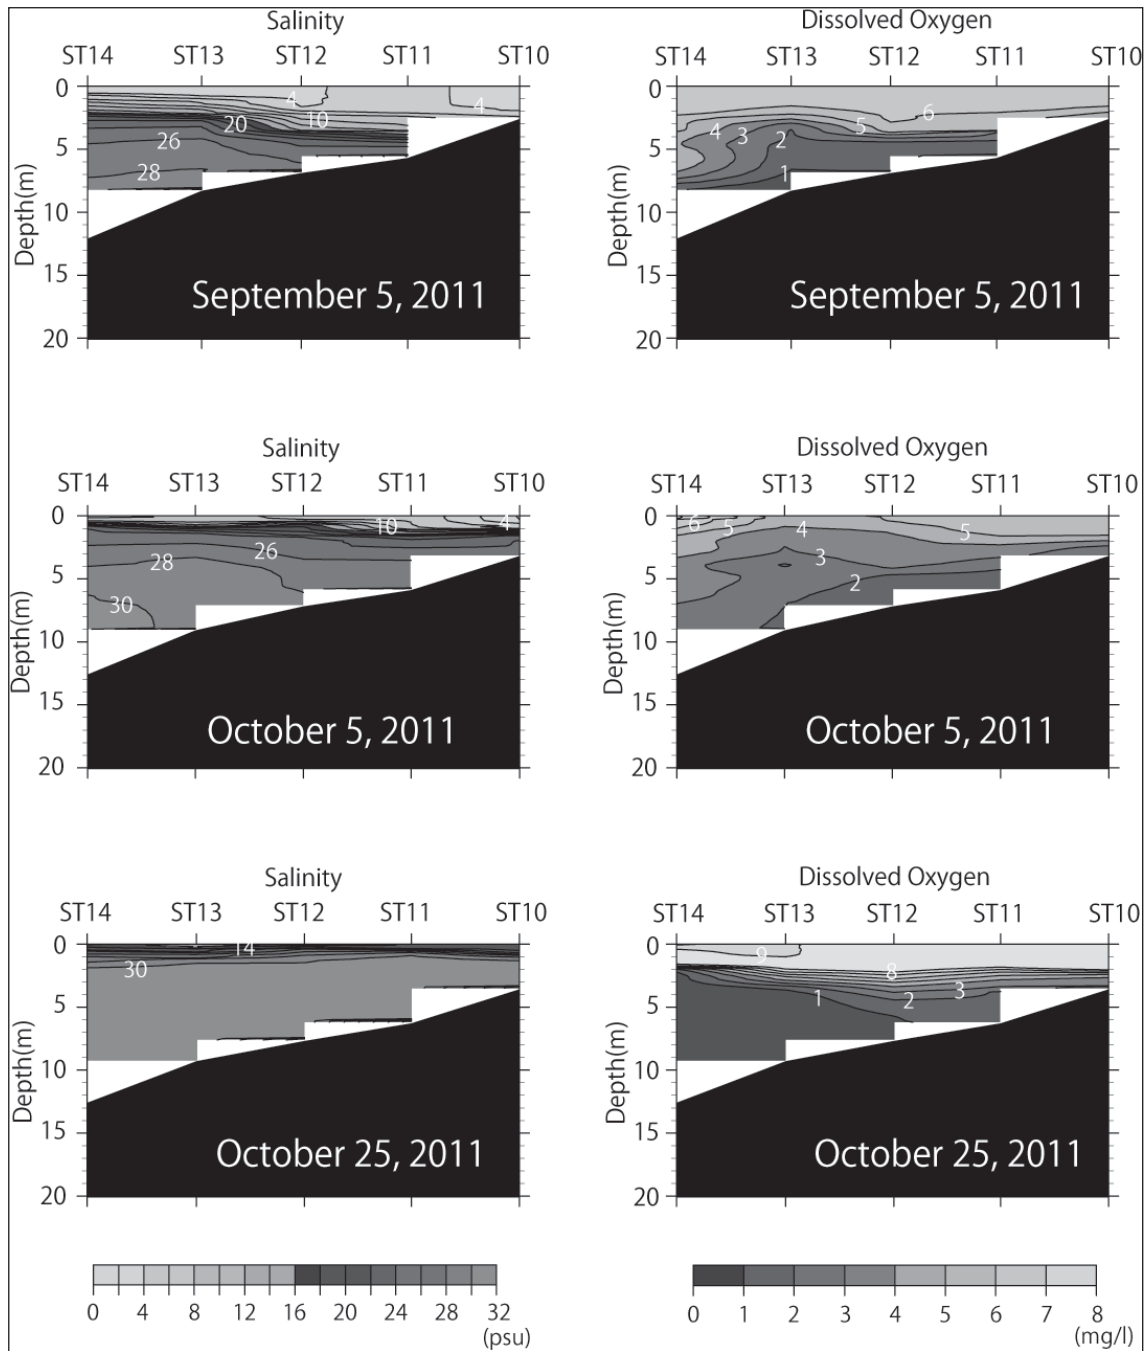 Salinity
ST14 ST13 ST12 ST11 ST10
0
5
10
15
20
Depth(m)
4
4
10
20
26
28
September 5, 2011
Dissolved Oxygen
ST14 ST13 ST12 ST11 ST10
0
5
10
15
20
Depth(m)
6
5
4
3
2
1
September 5, 2011
Salinity
ST14 ST13 ST12 ST11 ST10
0
5
10
15
20
Depth(m)
10
4
26
28
30
October 5, 2011
Dissolved Oxygen
ST14 ST13 ST12 ST11 ST10
0
5
10
15
20
Depth(m)
6
5
4
5
3
2
October 5, 2011
Salinity
ST14 ST13 ST12 ST11 ST10
0
5
10
15
20
Depth(m)
14
30
October 25, 2011
Dissolved Oxygen
ST14 ST13 ST12 ST11 ST10
0
5
10
15
20
Depth(m)
9
8
3
2
1
October 25, 2011
0 4 8 12 16 20 24 28 32
(psu)
0 1 2 3 4 5 6 7 8
(mg/l)